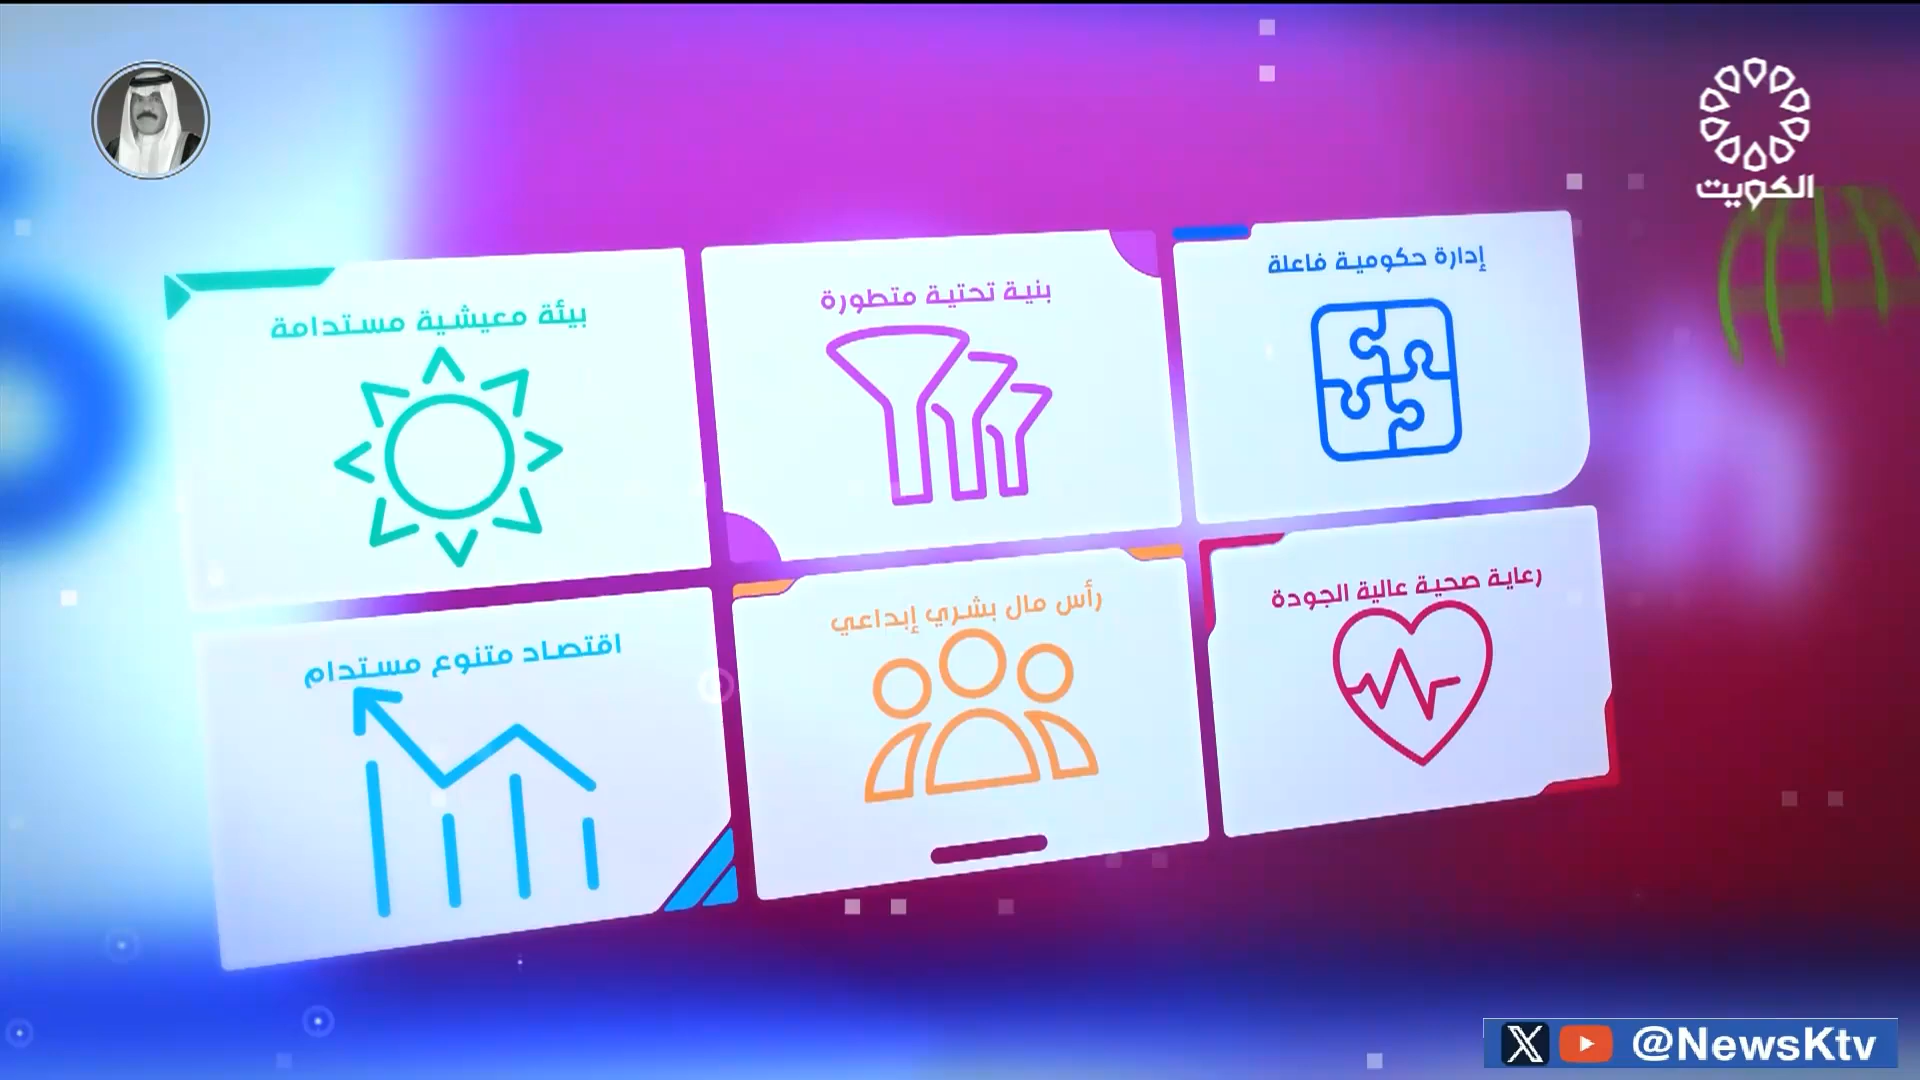 الكويت
إدارة حكومية فاعلة
بنية تحتية متطورة
بيئة معيشية مستدامة
رعاية صحية عالية الجودة
رأس مال بشري إبداعي
اقتصاد متنوع مستدام
@NewsKtv